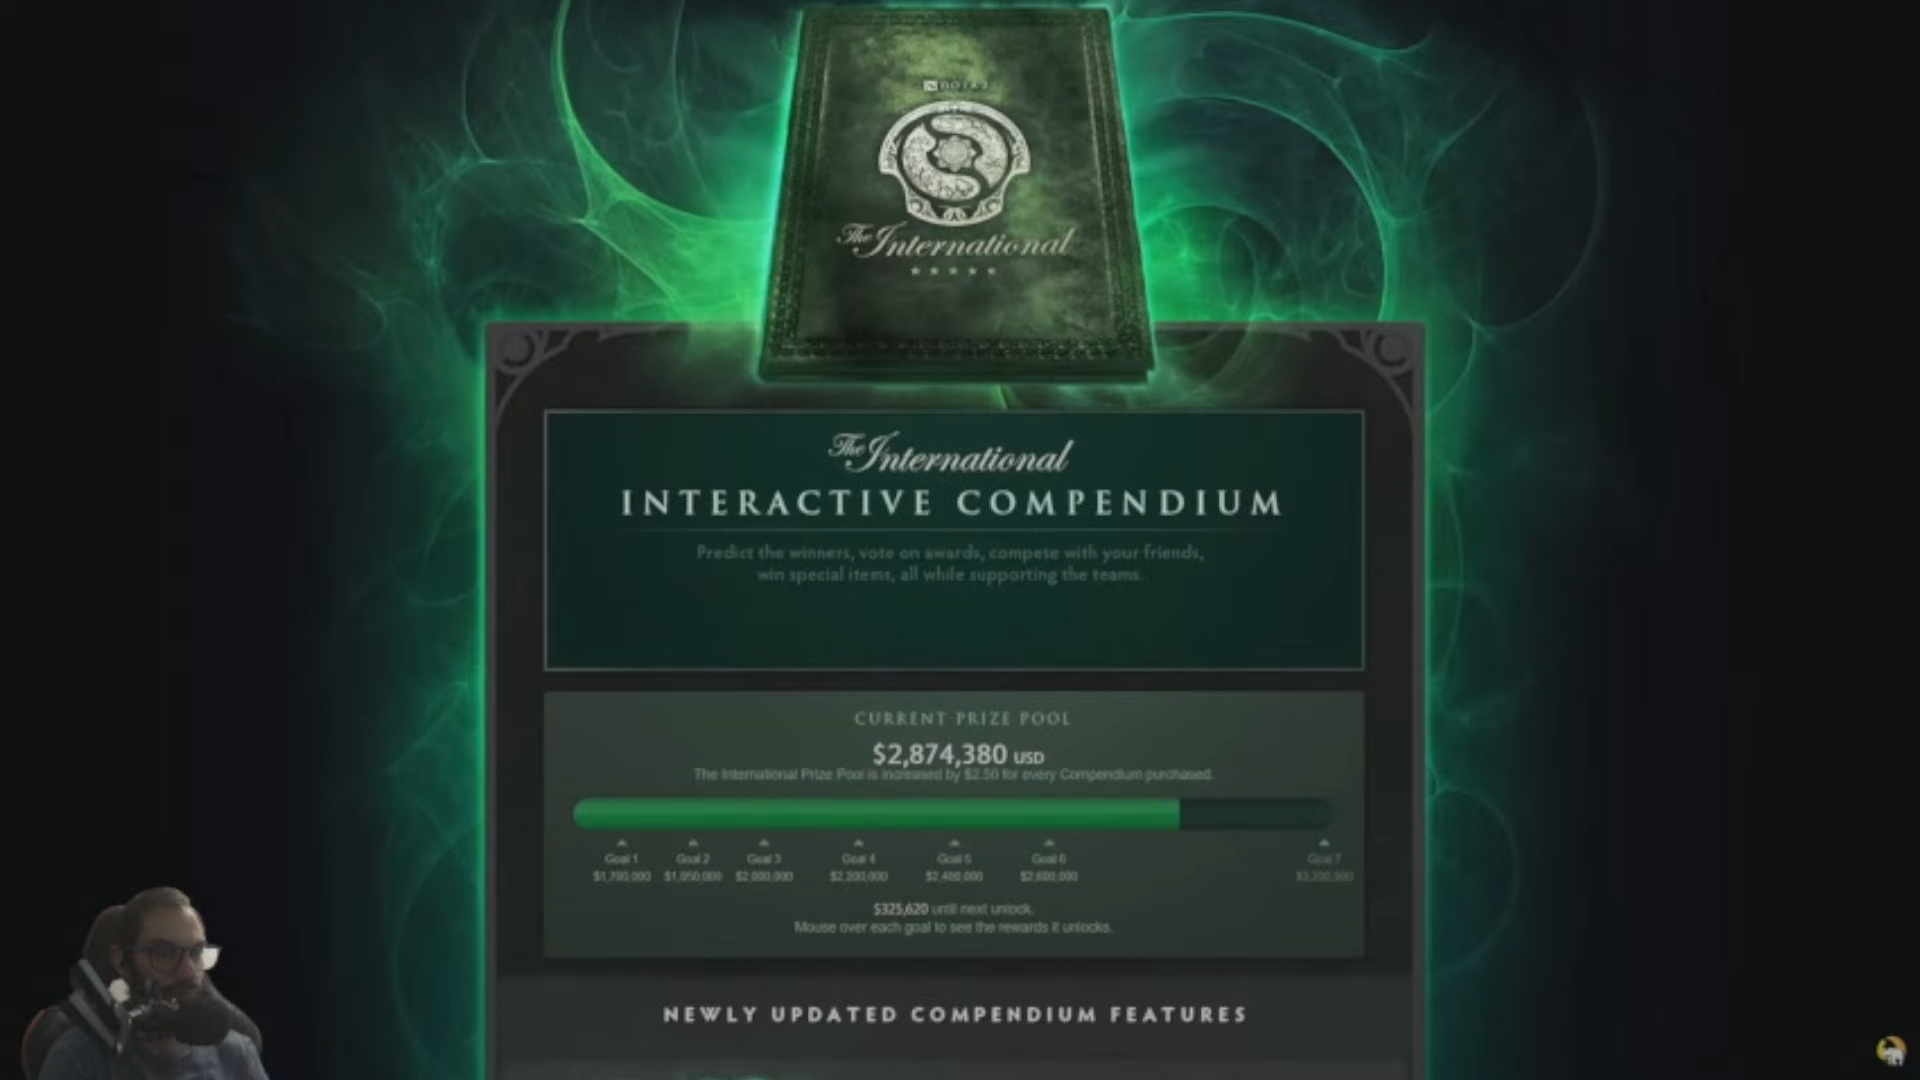 DOTA 2
The International
The International
INTERACTIVE COMPENDIUM
Predict the winners, vote on awards, compete with your friends,
win special items, all while supporting the teams.
CURRENT PRIZE POOL
$2,874,380 USD
The International Prize Pool is increased by $2.50 for every Compendium purchased.
Goal 1 Goal 2 Goal 3 Goal 4 Goal 5 Goal 6 Goal 7
$1,700,000 $1,850,000 $2,000,000 $2,200,000 $2,400,000 $2,600,000 $3,200,000
$325,620 until next unlock.
Mouse over each goal to see the rewards it unlocks.
NEWLY UPDATED COMPENDIUM FEATURES